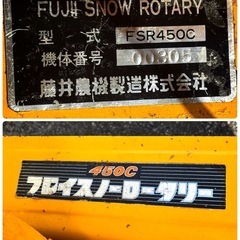 FUJII SNOW ROTARY
型式 FSR450C
機体番号 003051
藤井農機製造株式会社
450C
フロイスノーロータリー